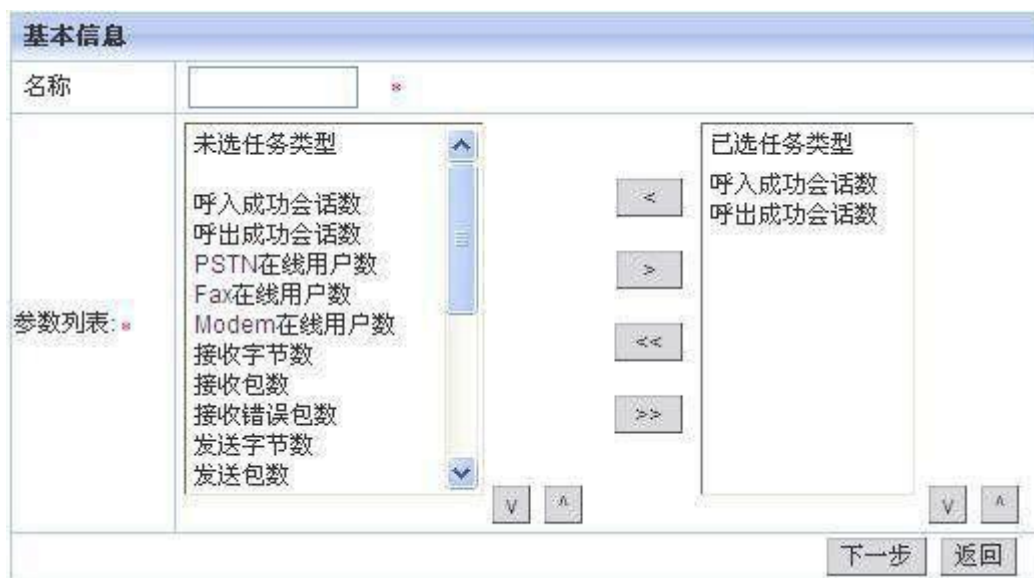 基本信息
名称 *
未选任务类型
呼入成功会话数
呼出成功会话数
PSTN在线用户数
Fax在线用户数
Modem在线用户数
接收字节数
接收包数
接收错误包数
发送字节数
发送包数
参数列表:*
<
>
<<
>>
已选任务类型
呼入成功会话数
呼出成功会话数
v ^
v ^
下一步 返回